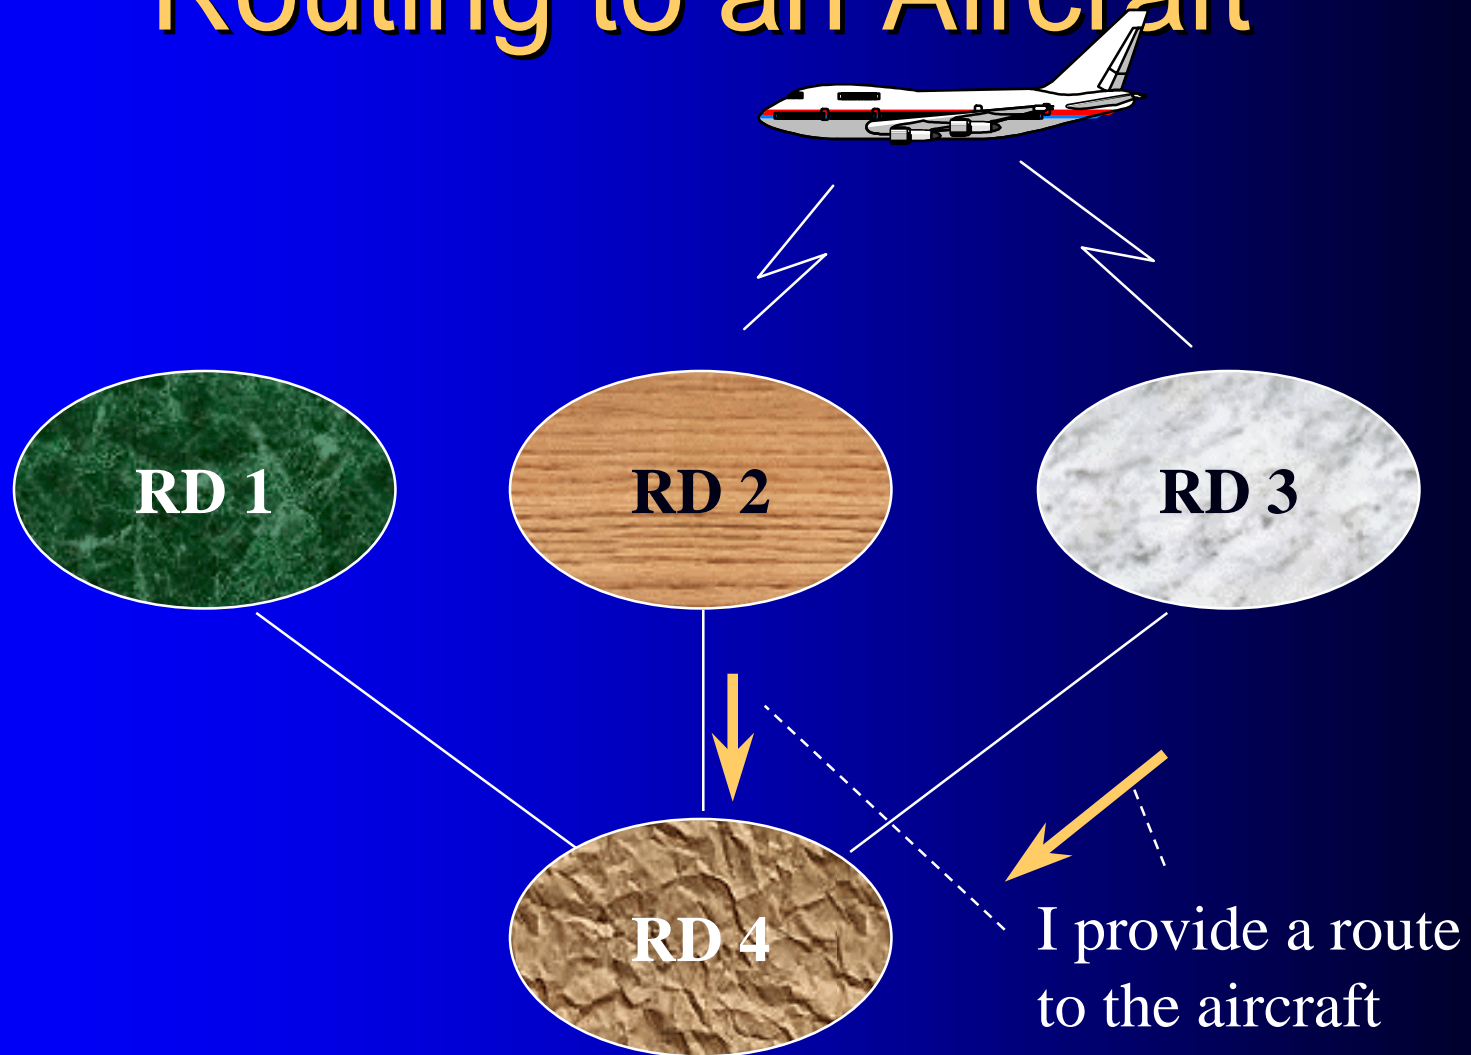 Routing to an Aircraft
RD 1
RD 2
RD 3
RD 4
I provide a route
to the aircraft